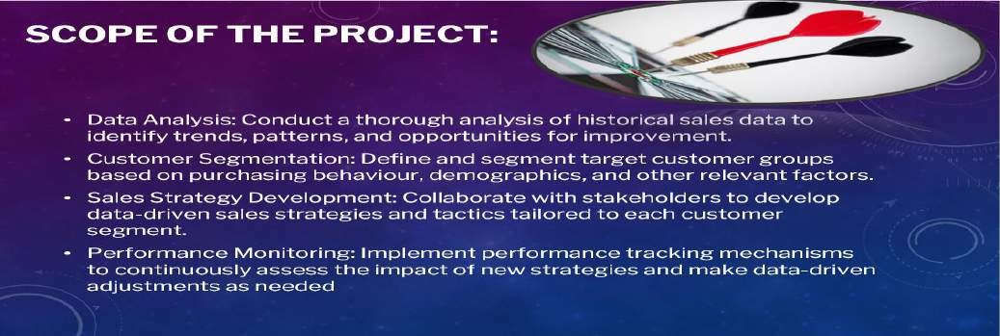 SCOPE OF THE PROJECT:
• Data Analysis: Conduct a thorough analysis of historical sales data to
identify trends, patterns, and opportunities for improvement.
• Customer Segmentation: Define and segment target customer groups
based on purchasing behaviour, demographics, and other relevant factors.
• Sales Strategy Development: Collaborate with stakeholders to develop
data-driven sales strategies and tactics tailored to each customer
segment.
• Performance Monitoring: Implement performance tracking mechanisms
to continuously assess the impact of new strategies and make data-driven
adjustments as needed